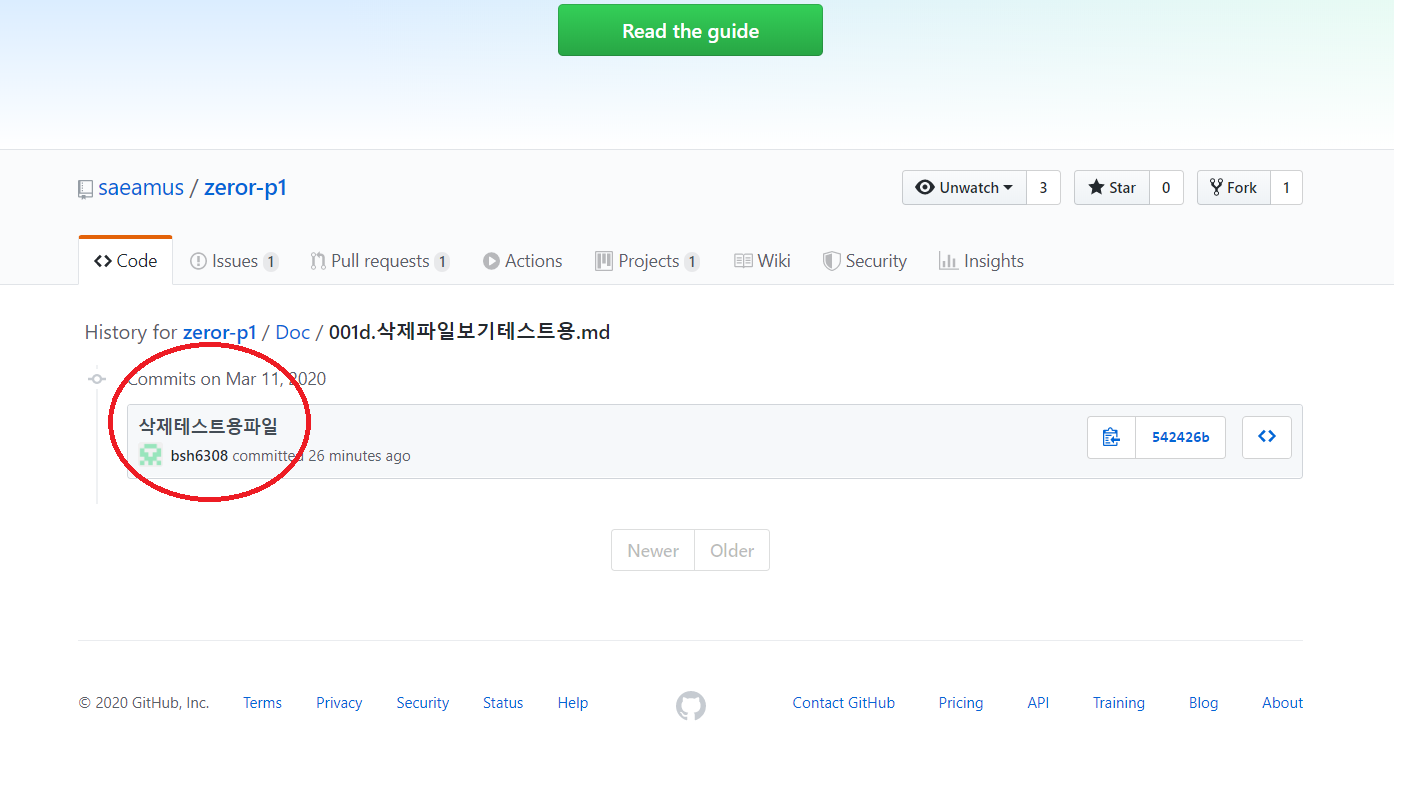 Read the guide
saeamus / zeror-p1
Unwatch 3 Star 0 Fork 1
Code Issues 1 Pull requests 1 Actions Projects 1 Wiki Security Insights
History for zeror-p1 / Doc / 001d.삭제파일보기테스트용.md
Commits on Mar 11, 2020
삭제테스트용파일
542426b
bsh6308 committed 26 minutes ago
Newer Older
© 2020 GitHub, Inc. Terms Privacy Security Status Help Contact GitHub Pricing API Training Blog About